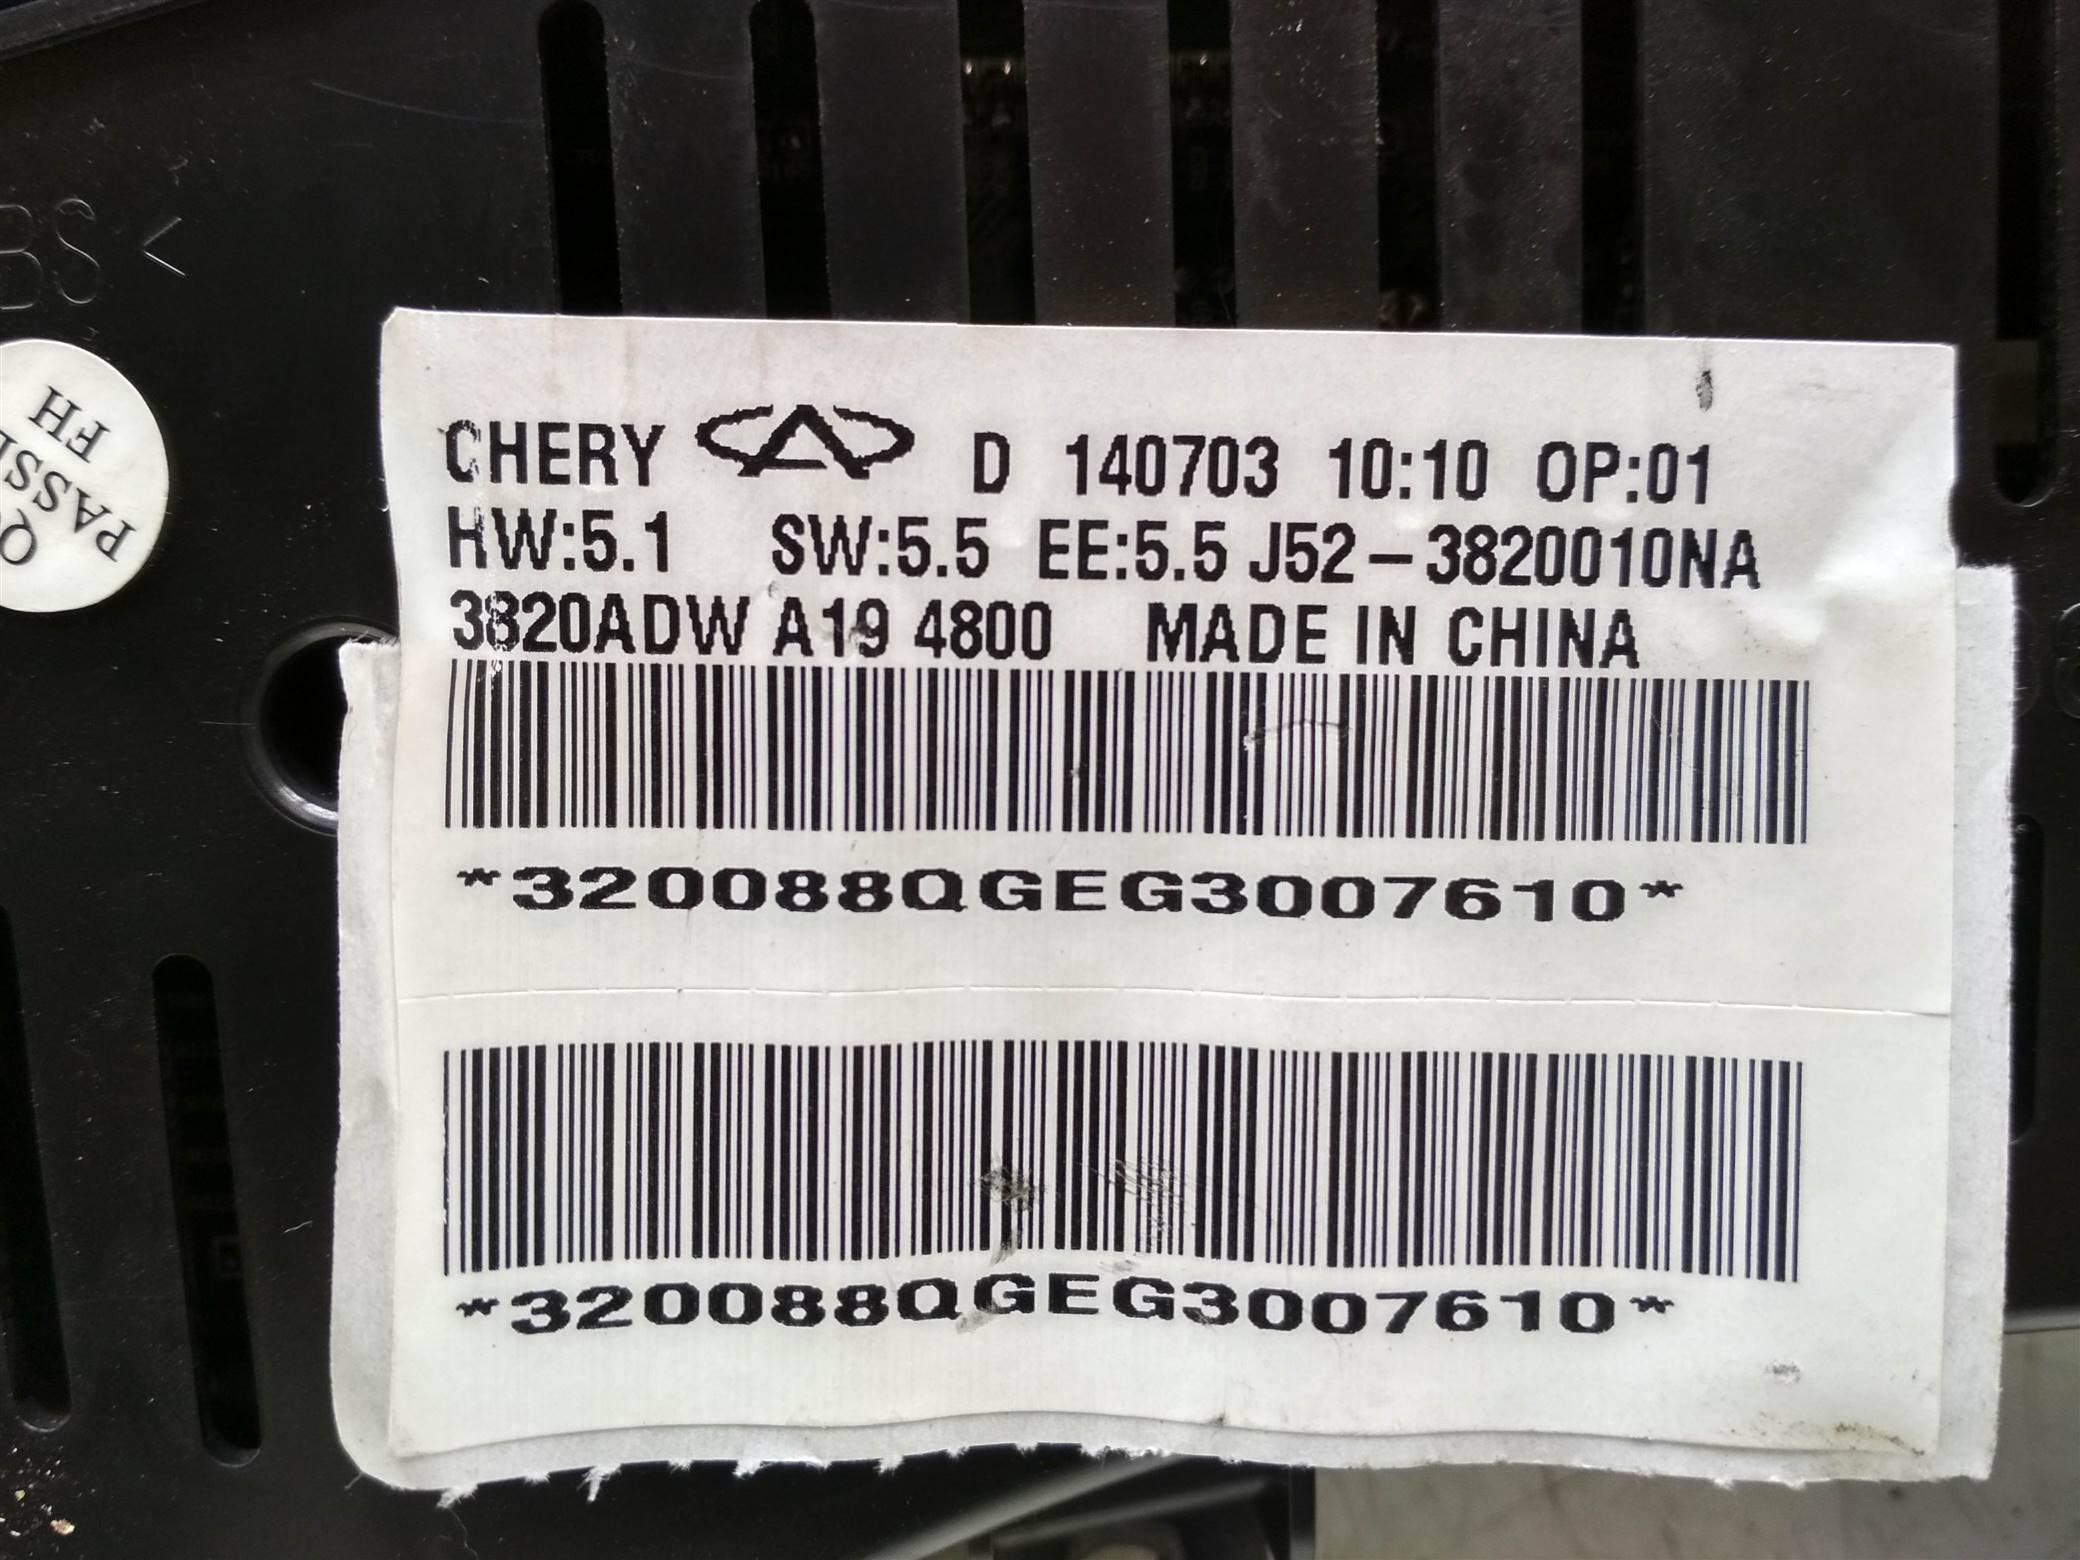 BS<
FH
CHERY D 140703 10:10 OP:01
HW:5.1 SW:5.5 EE:5.5 J52-3820010NA
3820ADW A19 4800 MADE IN CHINA
*320088QGEG3007610*
*320088QGEG3007610*